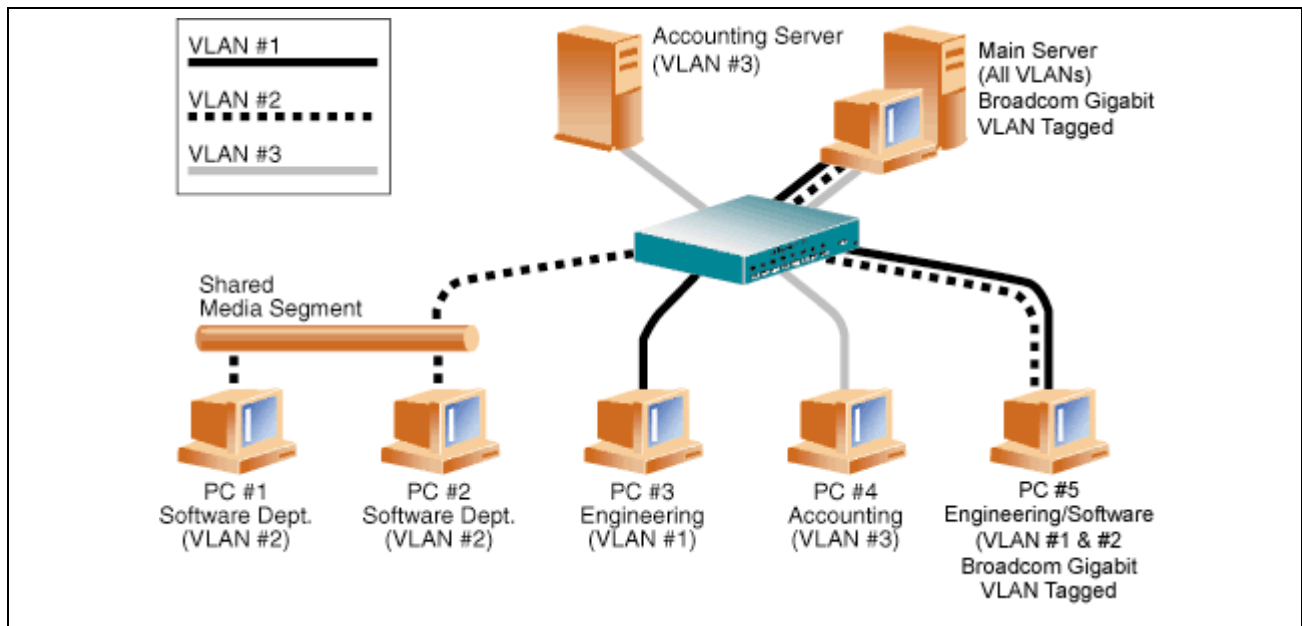 VLAN #1
VLAN #2
VLAN #3
Accounting Server
(VLAN #3)
Main Server
(All VLANs)
Broadcom Gigabit
VLAN Tagged
Shared
Media Segment
PC #1
Software Dept.
(VLAN #2)
PC #2
Software Dept.
(VLAN #2)
PC #3
Engineering
(VLAN #1)
PC #4
Accounting
(VLAN #3)
PC #5
Engineering/Software
(VLAN #1 & #2
Broadcom Gigabit
VLAN Tagged